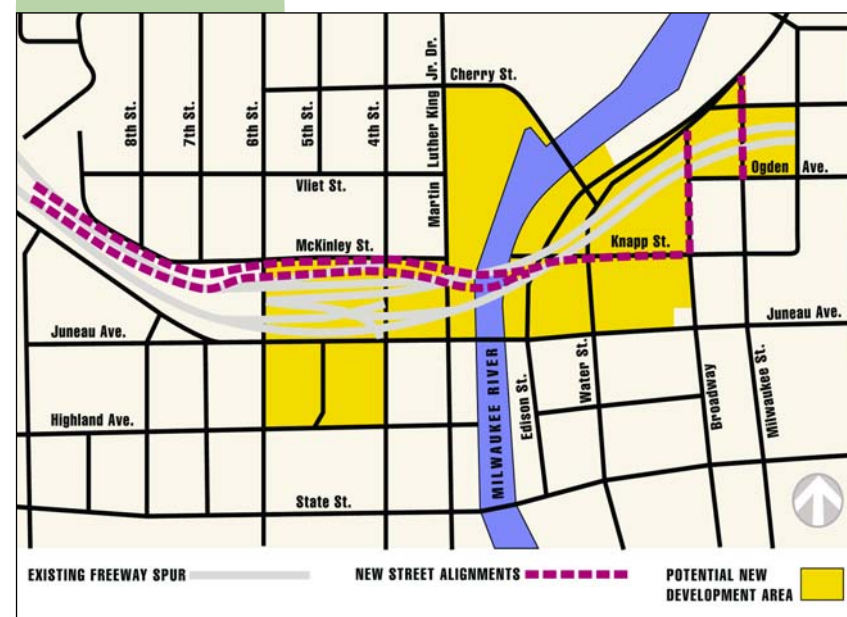 Cherry St.
Martin Luther King Jr. Dr.
8th St.
7th St.
6th St.
5th St.
4th St.
Vliet St.
Ogden Ave.
McKinley St.
Knapp St.
Juneau Ave.
Juneau Ave.
Highland Ave.
MILWAUKEE RIVER
Edison St.
Water St.
Broadway
Milwaukee St.
State St.
EXISTING FREEWAY SPUR
NEW STREET ALIGNMENTS
POTENTIAL NEW
DEVELOPMENT AREA